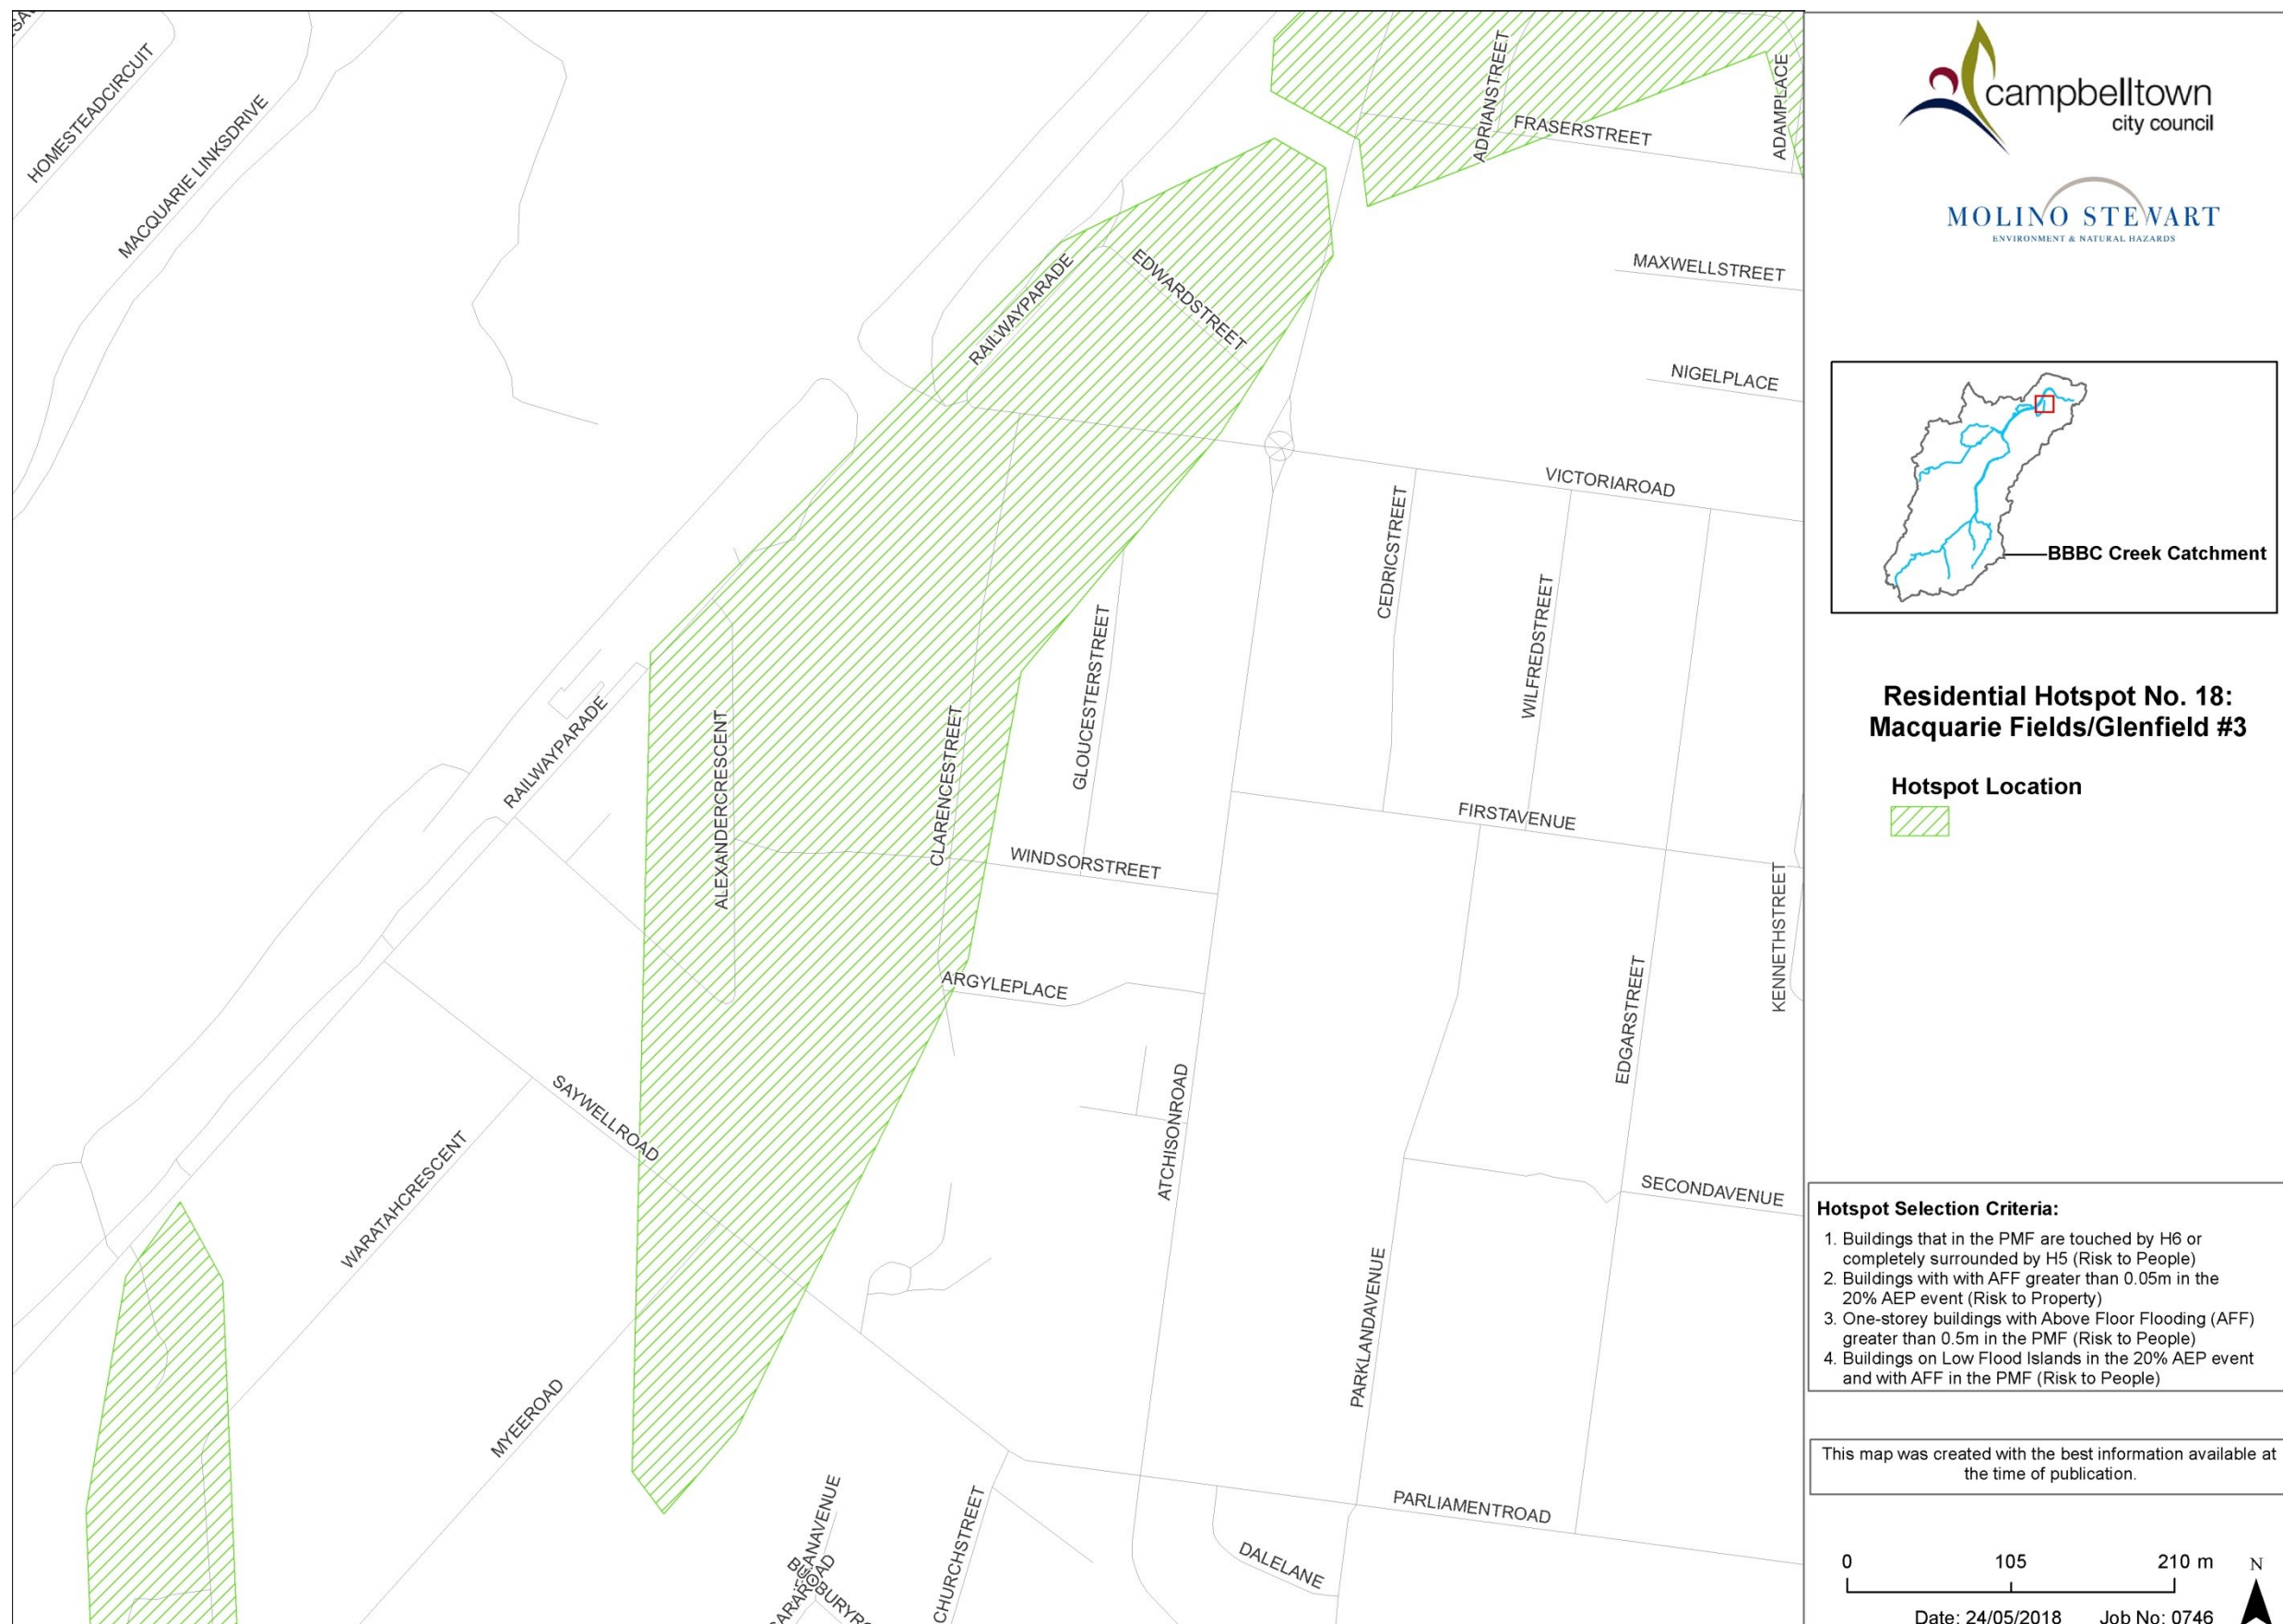 HOMESTEADCIRCUIT
MACQUARIE LINKSDRIVE
ADRIANSTREET
FRASERSTREET
ADAMPLACE
RAILWAYPARADE
EDWARDSTREET
MAXWELLSTREET
NIGELPLACE
VICTORIAROAD
CEDRICSTREET
WILFREDSTREET
GLOUCESTERSTREET
RAILWAYPARADE
ALEXANDERCRESCENT
CLARENCESTREET
WINDSORSTREET
FIRSTAVENUE
KENNETHSTREET
ARGYLEPLACE
EDGARSTREET
SAYWELLROAD
WARATAHCRESCENT
ATCHISONROAD
SECONDAVENUE
PARKLANDAVENUE
MYEEROAD
CHURCHSTREET
PARLIAMENTROAD
DALELANE
campbelltown
city council
MOLINO STEWART
ENVIRONMENT & NATURAL HAZARDS
BBBC Creek Catchment
Residential Hotspot No. 18:
Macquarie Fields/Glenfield #3
Hotspot Location
Hotspot Selection Criteria:
1. Buildings that in the PMF are touched by H6 or
completely surrounded by H5 (Risk to People)
2. Buildings with with AFF greater than 0.05m in the
20% AEP event (Risk to Property)
3. One-storey buildings with Above Floor Flooding (AFF)
greater than 0.5m in the PMF (Risk to People)
4. Buildings on Low Flood Islands in the 20% AEP event
and with AFF in the PMF (Risk to People)
This map was created with the best information available at
the time of publication.
0 105 210 m N
Date: 24/05/2018 Job No: 0746